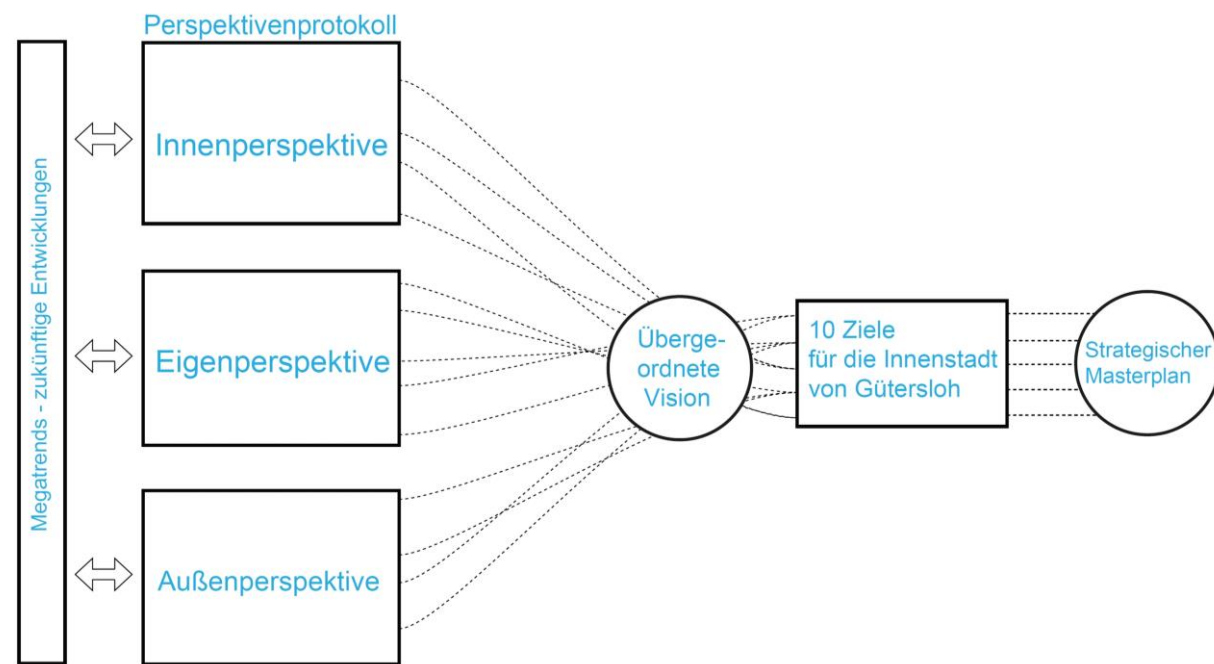 Perspektivenprotokoll
Megatrends - zukünftige Entwicklungen
Innenperspektive
Eigenperspektive
Außenperspektive
Überge-
ordnete
Vision
10 Ziele
für die Innenstadt
von Gütersloh
Strategischer
Masterplan